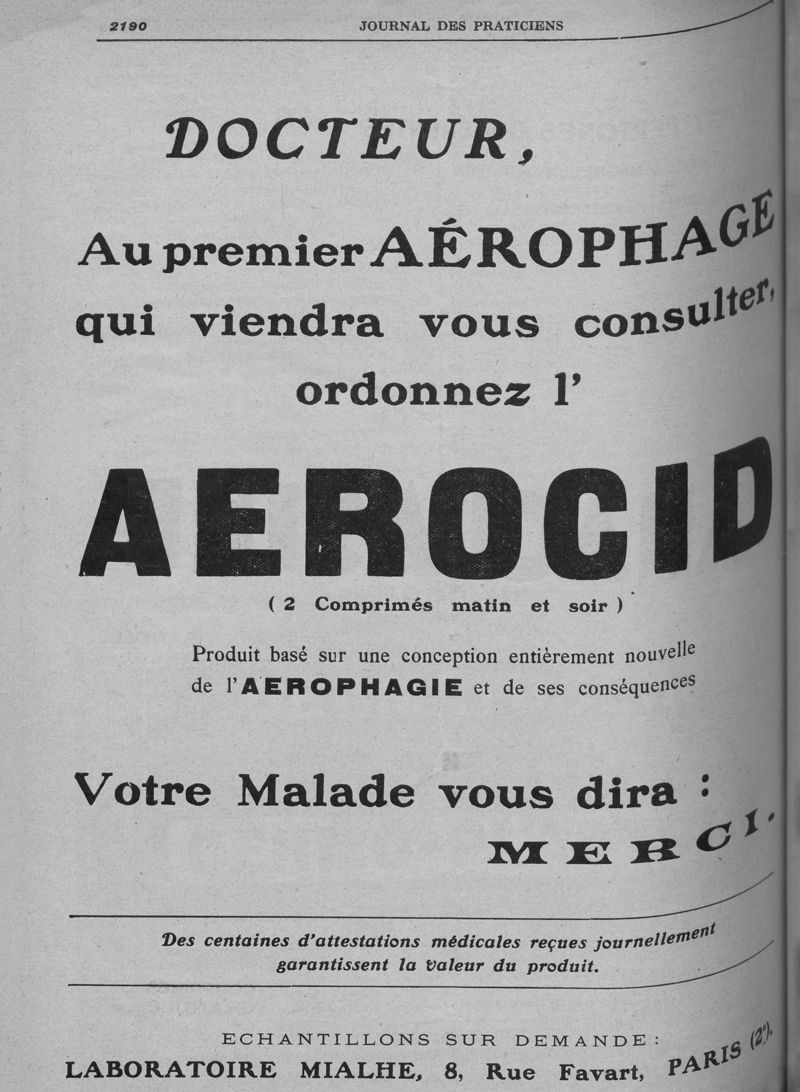 2190 JOURNAL DES PRATICIENS
DOCTEUR,
Au premier AÉROPHAGE
qui viendra vous consulter,
ordonnez l'
AEROCID
( 2 Comprimés matin et soir )
Produit basé sur une conception entièrement nouvelle
de l'AEROPHAGIE et de ses conséquences
Votre Malade vous dira :
MERCI.
Des centaines d'attestations médicales reçues journellement
garantissent la valeur du produit.
ECHANTILLONS SUR DEMANDE :
LABORATOIRE MIALHE, 8, Rue Favart, PARIS (2e).